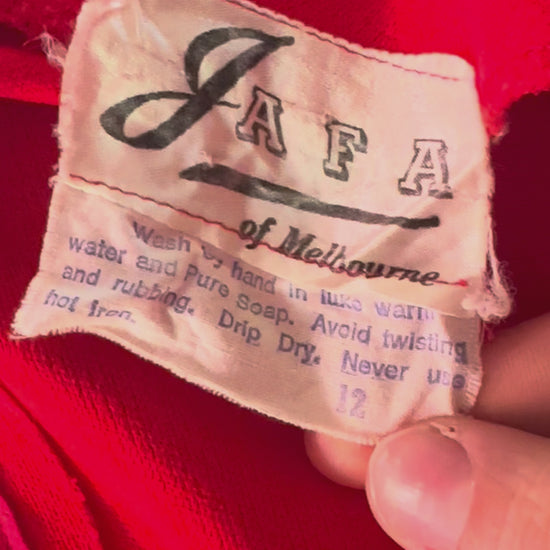 JAFA
of Melbourne
Wash by hand in luke warm
water and Pure Soap. Avoid twisting
and rubbing. Drip Dry. Never use
hot Iron.
12